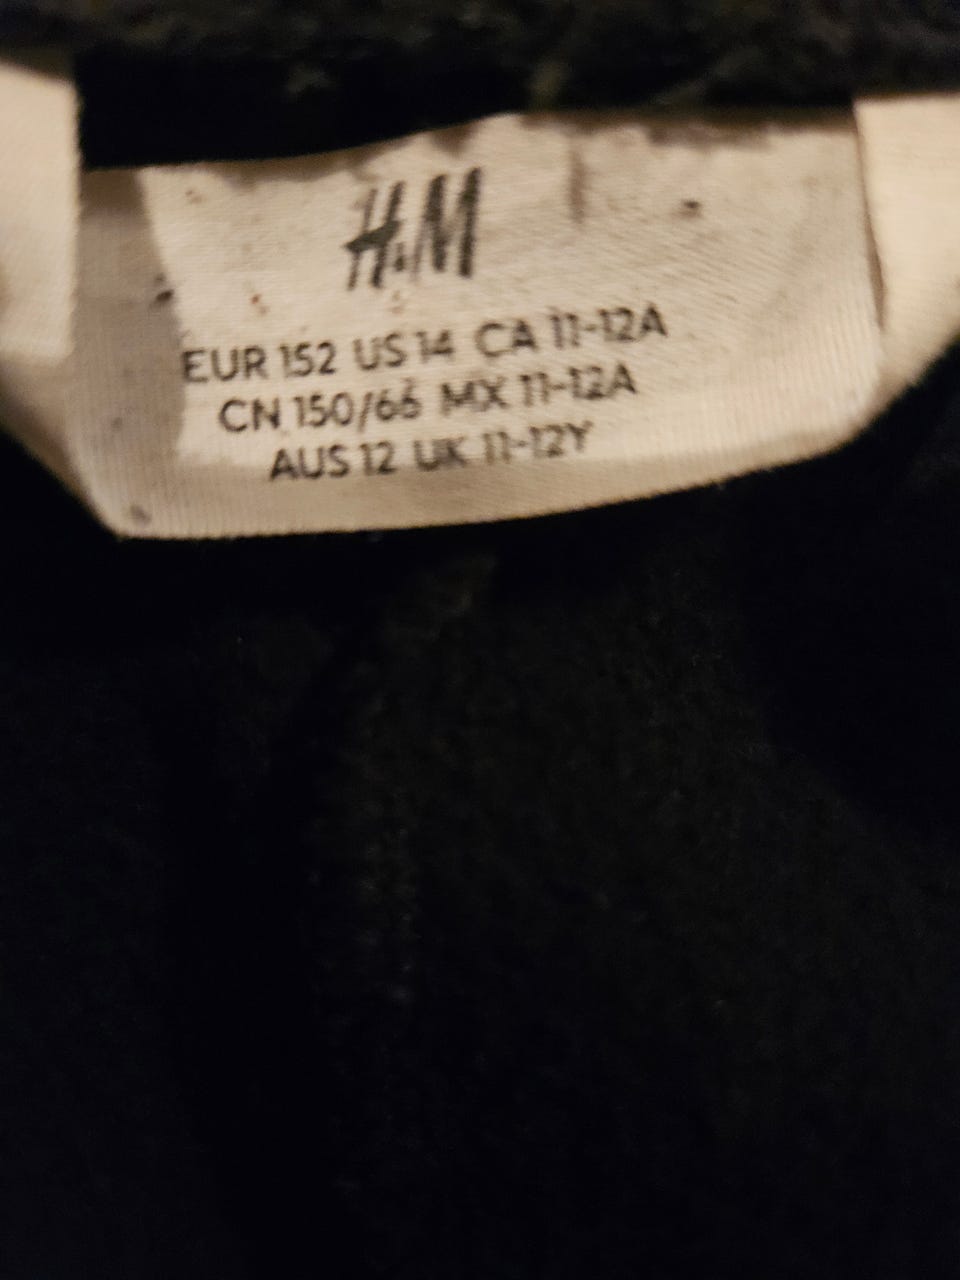 H&M
EUR 152 US 14 CA 11-12A
CN 150/66 MX 11-12A
AUS 12 UK 11-12Y